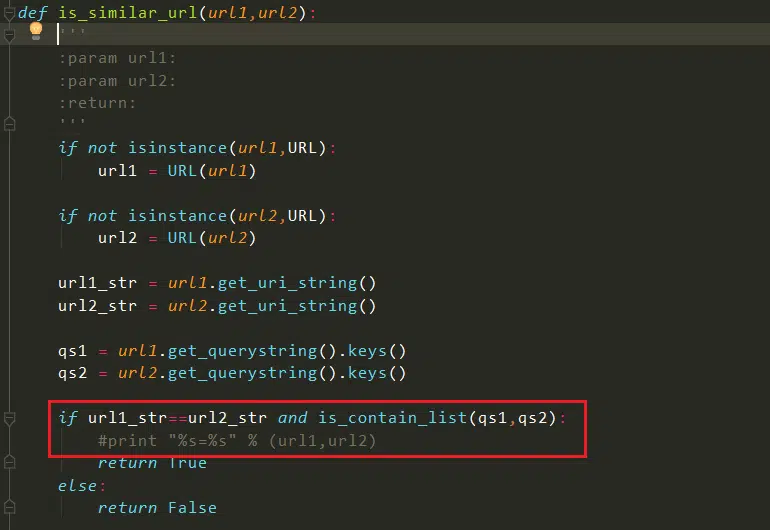 def is_similar_url(url1,url2):
'''
:param url1:
:param url2:
:return:
'''
if not isinstance(url1,URL):
url1 = URL(url1)
if not isinstance(url2,URL):
url2 = URL(url2)
url1_str = url1.get_uri_string()
url2_str = url2.get_uri_string()
qs1 = url1.get_querystring().keys()
qs2 = url2.get_querystring().keys()
if url1_str==url2_str and is_contain_list(qs1,qs2):
#print "%s=%s" % (url1,url2)
return True
else:
return False